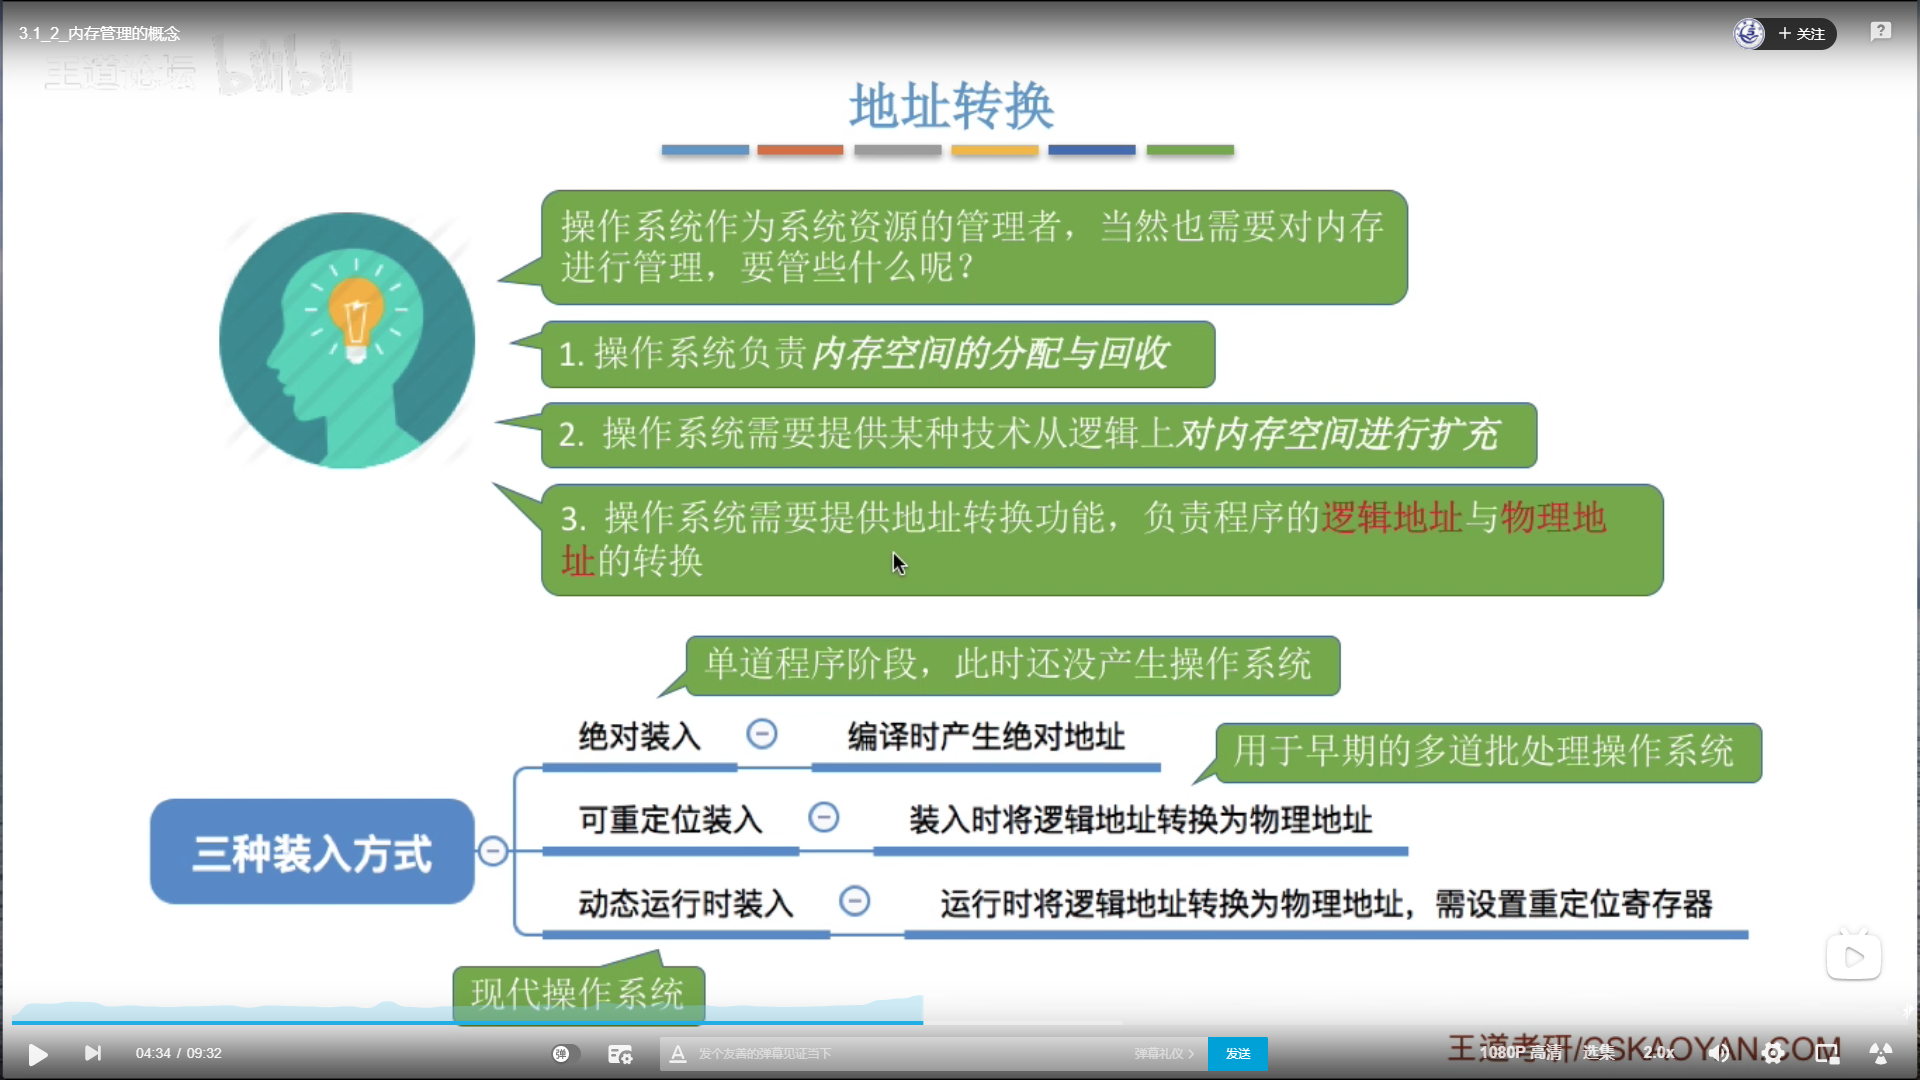 3.1_2_内存管理的概念
+ 关注
王道论坛 bilibili
地址转换
操作系统作为系统资源的管理者，当然也需要对内存
进行管理，要管些什么呢？
1. 操作系统负责内存空间的分配与回收
2. 操作系统需要提供某种技术从逻辑上对内存空间进行扩充
3. 操作系统需要提供地址转换功能，负责程序的逻辑地址与物理地
址的转换
单道程序阶段，此时还没产生操作系统
绝对装入
编译时产生绝对地址
用于早期的多道批处理操作系统
可重定位装入
装入时将逻辑地址转换为物理地址
三种装入方式
动态运行时装入
运行时将逻辑地址转换为物理地址，需设置重定位寄存器
现代操作系统
王道考研/CSKAOYAN.COM
04:34 / 09:32
弹
A 发个友善的弹幕见证当下
弹幕礼仪 >
发送
1080P 高清
选集
2.0x